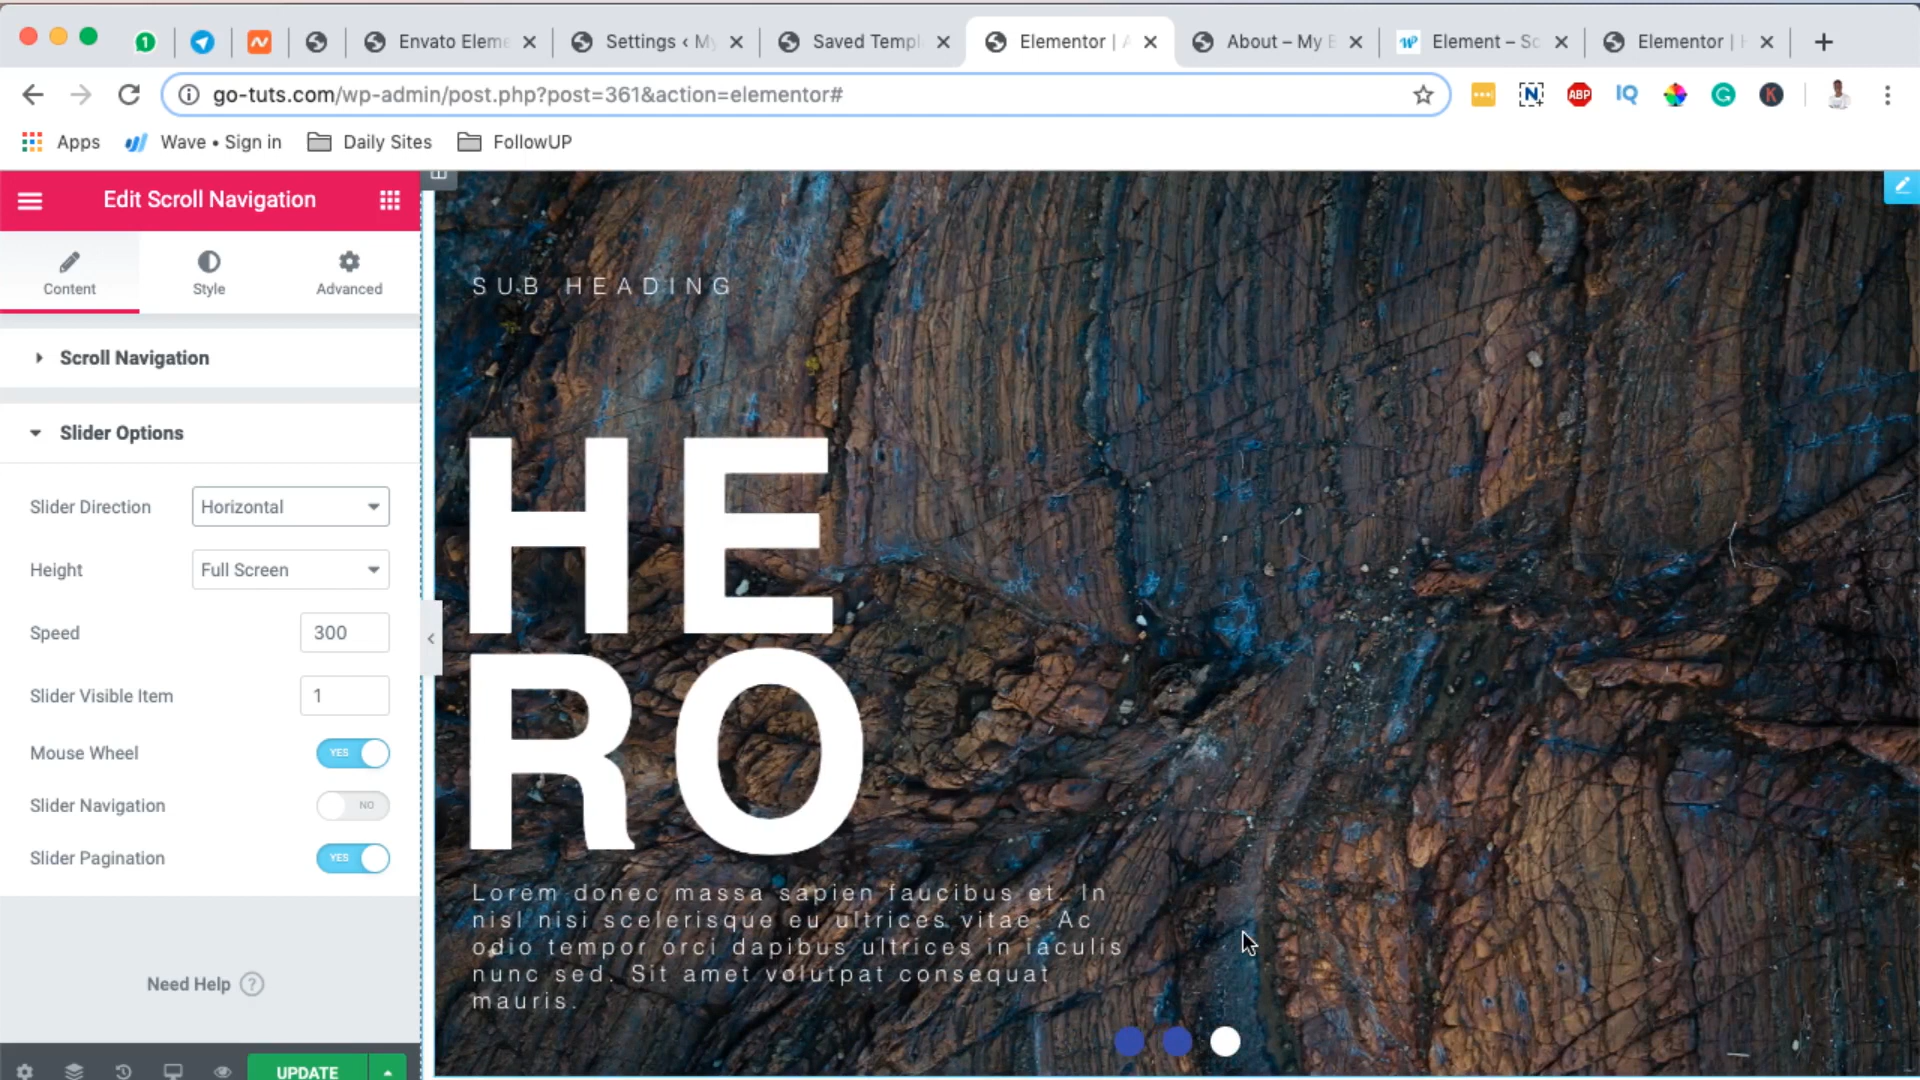 1
Envato Eleme
Settings ‹ My
Saved Templ
Elementor | A
About – My E
Element – Sc
Elementor | H
go-tuts.com/wp-admin/post.php?post=361&action=elementor#
N
ABP
IQ
K
Apps
Wave • Sign in
Daily Sites
FollowUP
Edit Scroll Navigation
Content
Style
Advanced
Scroll Navigation
Slider Options
Slider Direction
Horizontal
Height
Full Screen
Speed
300
Slider Visible Item
1
Mouse Wheel
YES
Slider Navigation
NO
Slider Pagination
YES
Need Help ?
UPDATE
SUB HEADING
HE
RO
Lorem donec massa sapien faucibus et. In
nisl nisi scelerisque eu ultrices vitae. Ac
odio tempor orci dapibus ultrices in iaculis
nunc sed. Sit amet volutpat consequat
mauris.